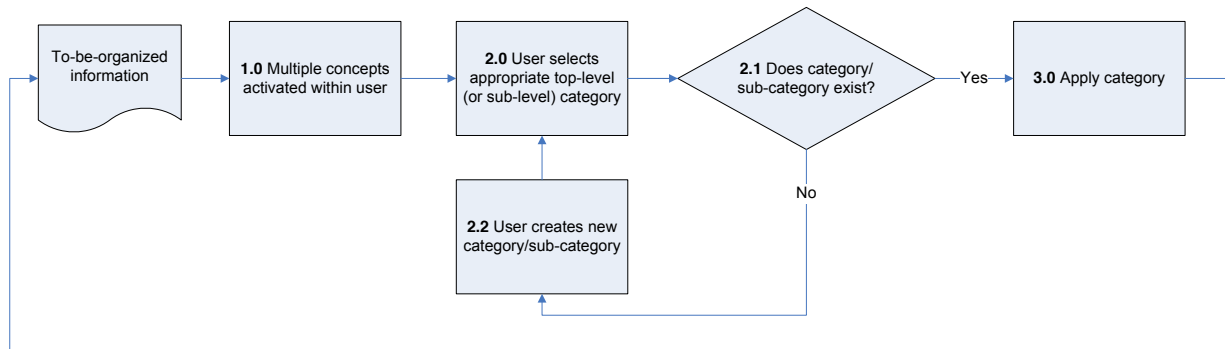 To-be-organized
information
1.0 Multiple concepts
activated within user
2.0 User selects
appropriate top-level
(or sub-level) category
2.1 Does category/
sub-category exist?
Yes
3.0 Apply category
No
2.2 User creates new
category/sub-category